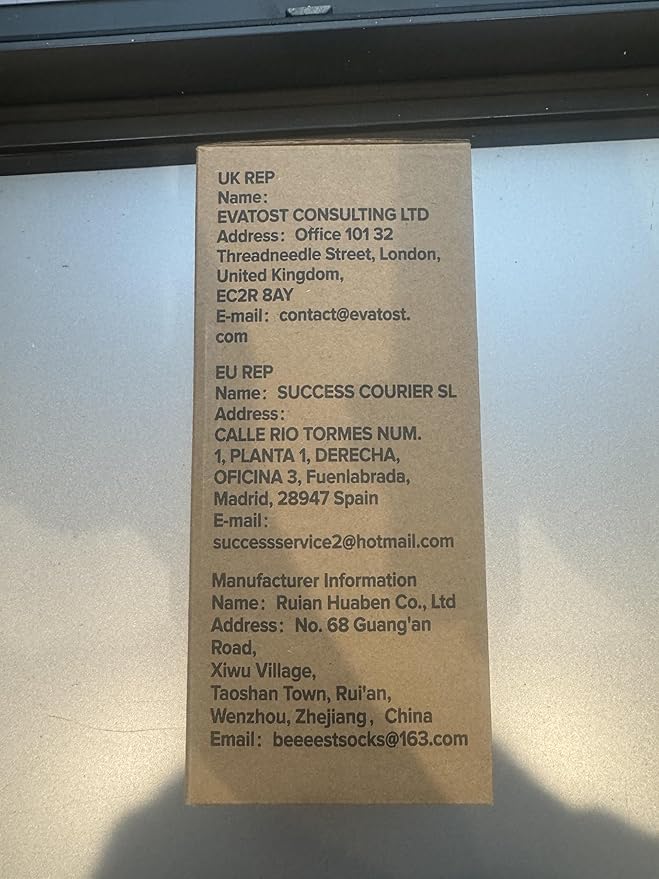 UK REP
Name:
EVATOST CONSULTING LTD
Address: Office 101 32
Threadneedle Street, London,
United Kingdom,
EC2R 8AY
E-mail: contact@evatost.
com
EU REP
Name: SUCCESS COURIER SL
Address:
CALLE RIO TORMES NUM.
1, PLANTA 1, DERECHA,
OFICINA 3, Fuenlabrada,
Madrid, 28947 Spain
E-mail:
successservice2@hotmail.com
Manufacturer Information
Name: Ruian Huaben Co., Ltd
Address: No. 68 Guang'an
Road,
Xiwu Village,
Taoshan Town, Rui'an,
Wenzhou, Zhejiang, China
Email: beeeestsocks@163.com